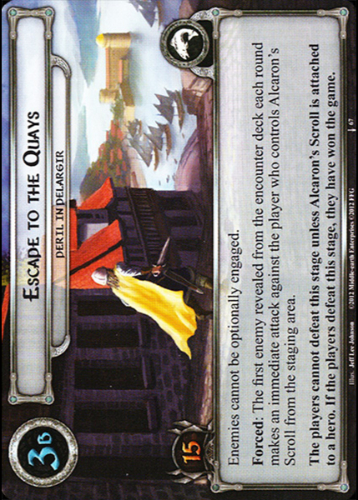 3B
ESCAPE TO THE QUAYS
PERIL IN PELARGIR
15
Enemies cannot be optionally engaged.
Forced: The first enemy revealed from the encounter deck each round
makes an immediate attack against the player who controls Alcaron's
Scroll from the staging area.
The players cannot defeat this stage unless Alcaron's Scroll is attached
to a hero. If the players defeat this stage, they have won the game.
Illus. Jeff Lee Johnson ©2012 Middle-earth Enterprises ©2012 FFG 67